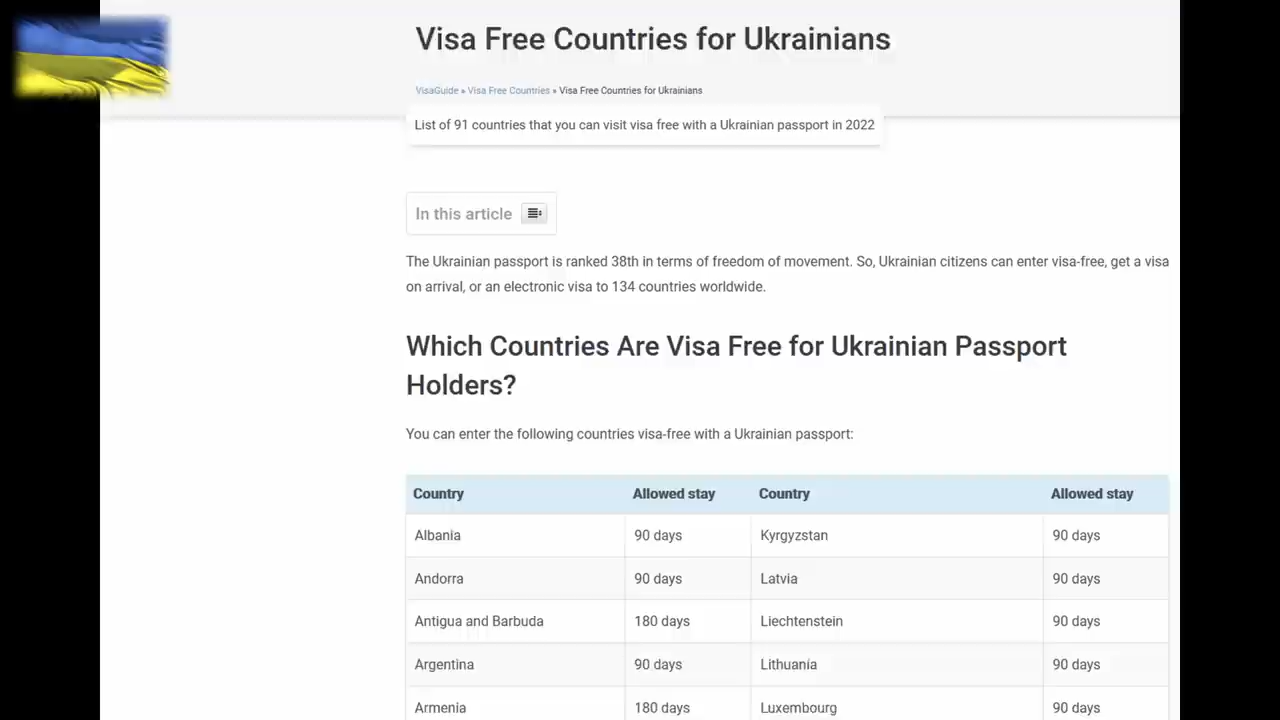 Visa Free Countries for Ukrainians
VisaGuide » Visa Free Countries » Visa Free Countries for Ukrainians
List of 91 countries that you can visit visa free with a Ukrainian passport in 2022
In this article
The Ukrainian passport is ranked 38th in terms of freedom of movement. So, Ukrainian citizens can enter visa-free, get a visa
on arrival, or an electronic visa to 134 countries worldwide.
Which Countries Are Visa Free for Ukrainian Passport
Holders?
You can enter the following countries visa-free with a Ukrainian passport:
Country Allowed stay Country Allowed stay
Albania 90 days Kyrgyzstan 90 days
Andorra 90 days Latvia 90 days
Antigua and Barbuda 180 days Liechtenstein 90 days
Argentina 90 days Lithuania 90 days
Armenia 180 days Luxembourg 90 days